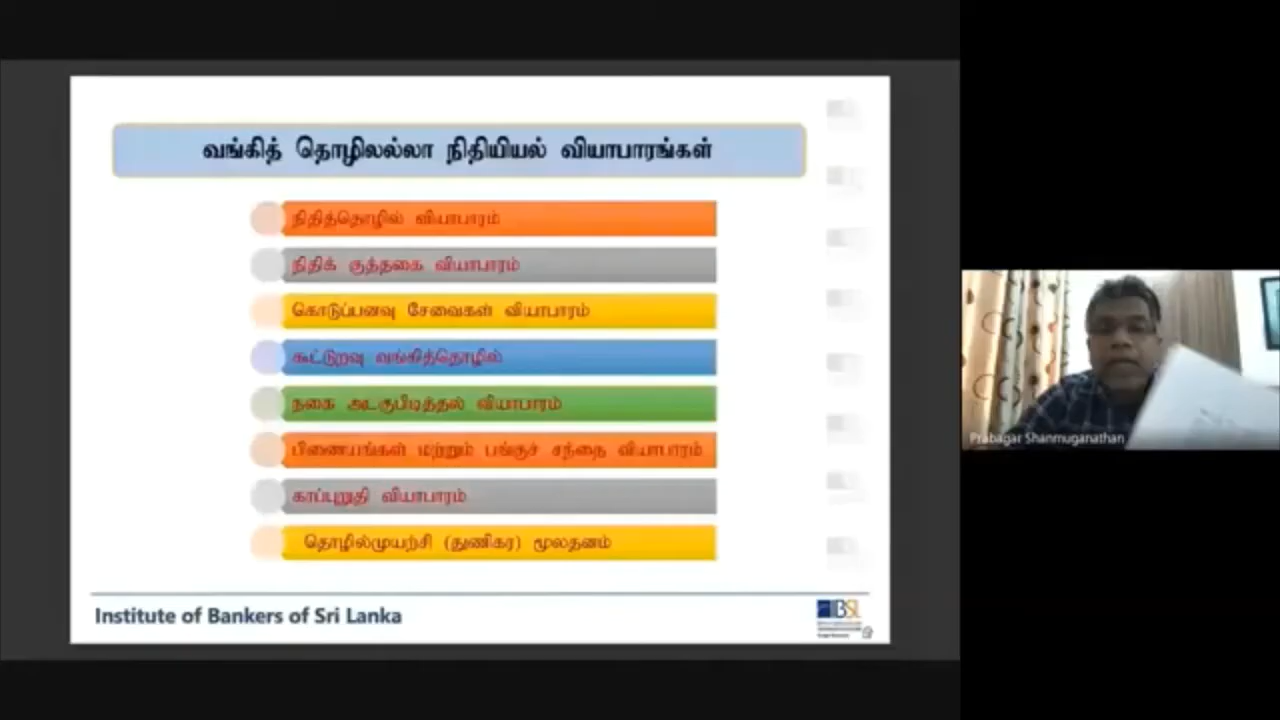 வங்கித் தொழிலல்லா நிதியியல் வியாபாரங்கள்
நிதித்தொழில் வியாபாரம்
நிதிக் குத்தகை வியாபாரம்
கொடுப்பனவு சேவைகள் வியாபாரம்
கூட்டுறவு வங்கித்தொழில்
நகை அடகுபிடித்தல் வியாபாரம்
பிணையங்கள் மற்றும் பங்குச் சந்தை வியாபாரம்
காப்புறுதி வியாபாரம்
தொழில்முயற்சி (துணிகர) மூலதனம்
Institute of Bankers of Sri Lanka
IBSL
Prabagar Shanmuganathan